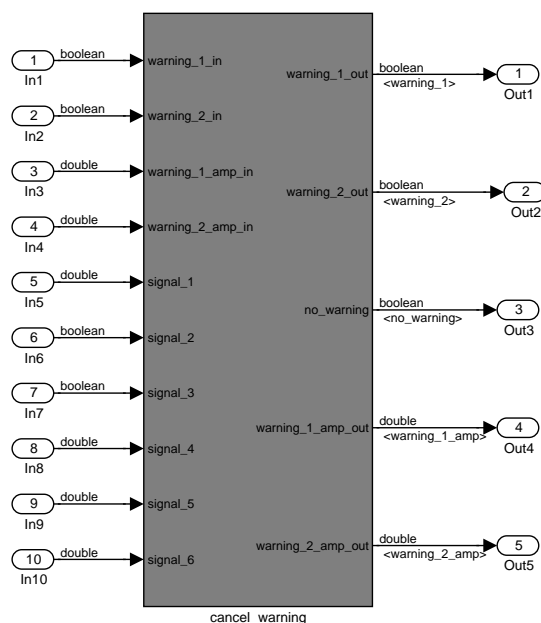 boolean
1
warning_1_in
In1
boolean
2
warning_2_in
In2
double
3
warning_1_amp_in
In3
double
4
warning_2_amp_in
In4
double
5
signal_1
In5
boolean
6
signal_2
In6
boolean
7
signal_3
In7
double
8
signal_4
In8
double
9
signal_5
In9
double
10
signal_6
In10
warning_1_out
boolean
<warning_1>
1
Out1
warning_2_out
boolean
<warning_2>
2
Out2
no_warning
boolean
<no_warning>
3
Out3
warning_1_amp_out
double
<warning_1_amp>
4
Out4
warning_2_amp_out
double
<warning_2_amp>
5
Out5
cancel_warning